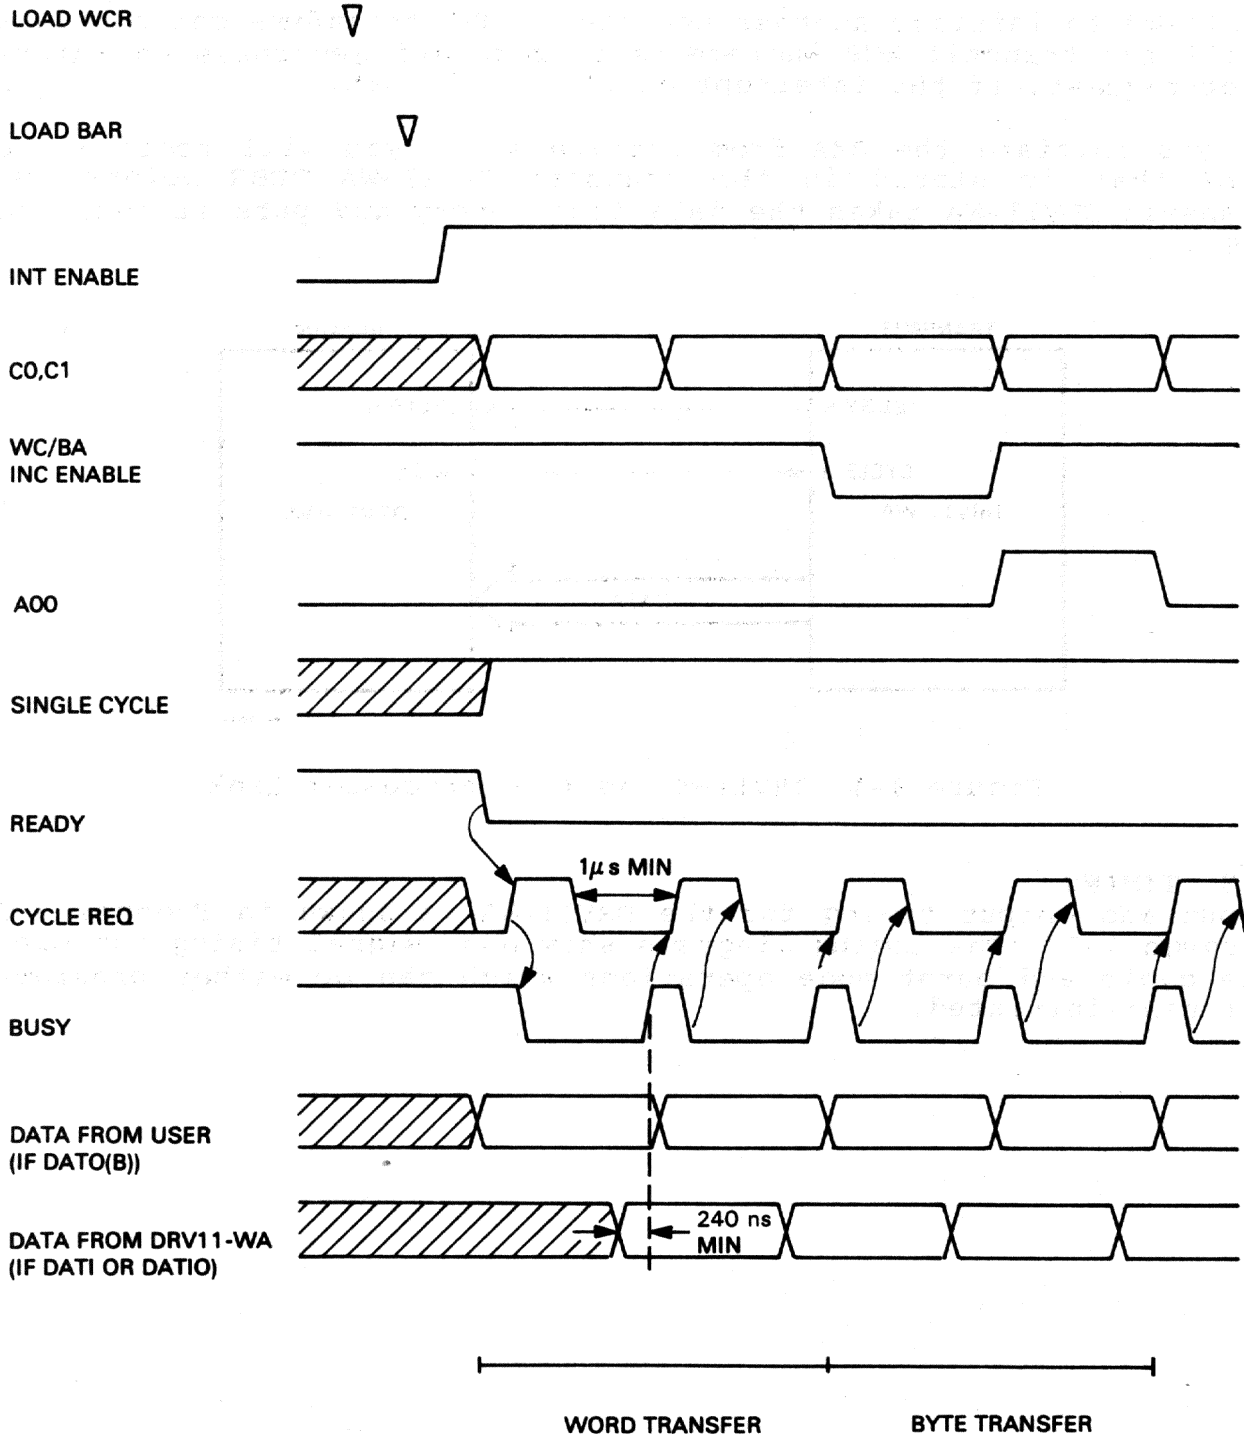 LOAD WCR
LOAD BAR
INT ENABLE
C0,C1
WC/BA
INC ENABLE
A00
SINGLE CYCLE
READY
1μs MIN
CYCLE REQ
BUSY
DATA FROM USER
(IF DATO(B))
240 ns
MIN
DATA FROM DRV11-WA
(IF DATI OR DATIO)
WORD TRANSFER
BYTE TRANSFER